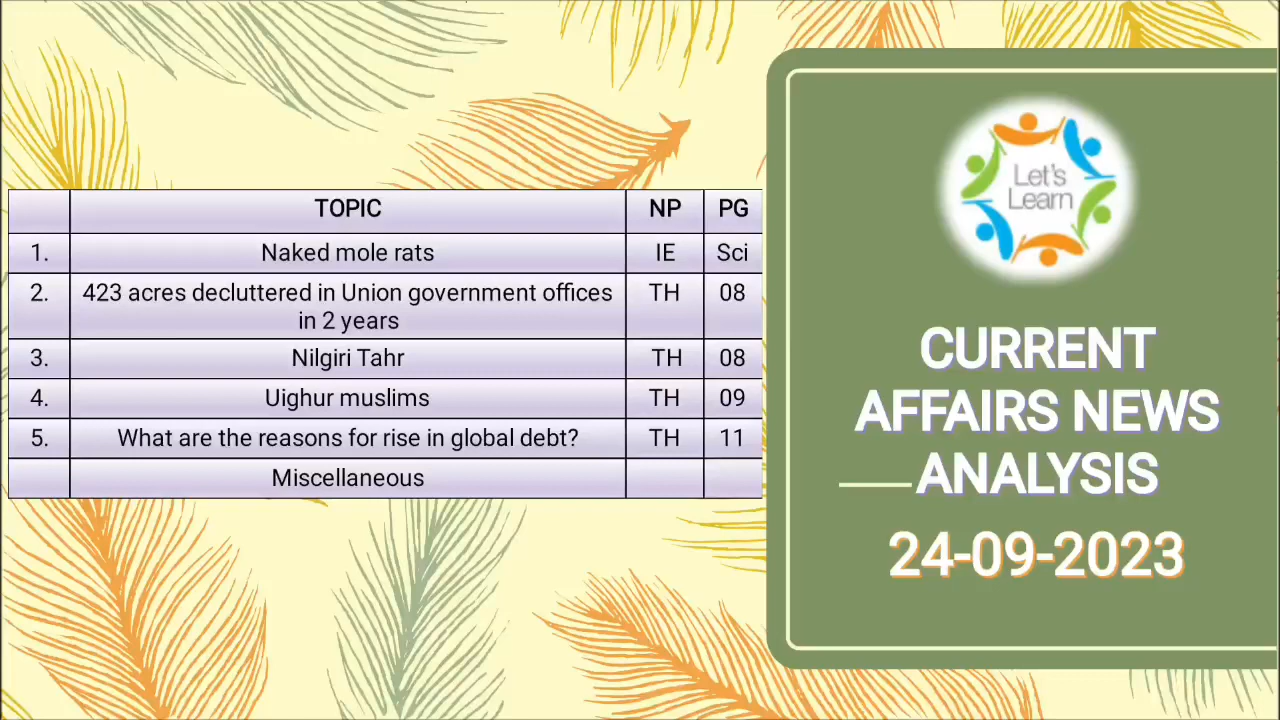 TOPIC NP PG
1. Naked mole rats IE Sci
2. 423 acres decluttered in Union government offices TH 08
in 2 years
3. Nilgiri Tahr TH 08
4. Uighur muslims TH 09
5. What are the reasons for rise in global debt? TH 11
Miscellaneous
Let's
Learn
CURRENT
AFFAIRS NEWS
ANALYSIS
24-09-2023